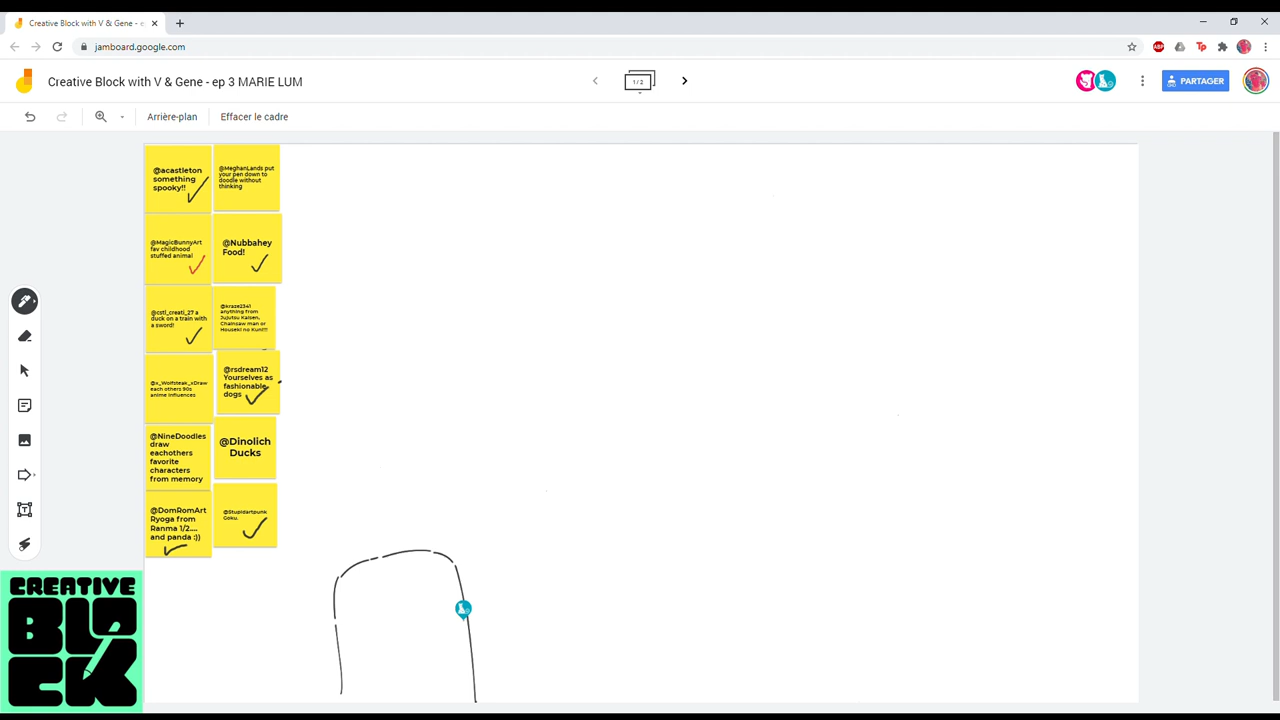 Creative Block with V & Gene - e
jamboard.google.com
ABP
Tp
Creative Block with V & Gene - ep 3 MARIE LUM
1 / 2
PARTAGER
Arrière-plan
Effacer le cadre
@acastleton
something
spooky!!
@MeghanLands put
your pen down to
doodle without
thinking
@MagicBunnyArt
fav childhood
stuffed animal
@Nubbahey
Food!
@csti_creati_27 a
duck on a train with
a sword!
@kraze2341
anything from
Jujutsu Kaisen,
Chainsaw man or
Houseki no Kuni!!!
@x_Wolfsteak_xDraw
each others 90s
anime influences
@rsdream12
Yourselves as
fashionable
dogs
@NineDoodles
draw
eachothers
favorite
characters
from memory
@Dinolich
Ducks
@DomRomArt
Ryoga from
Ranma 1/2....
and panda :))
@Stupidartpunk
Goku.
CREATIVE
BLOCK